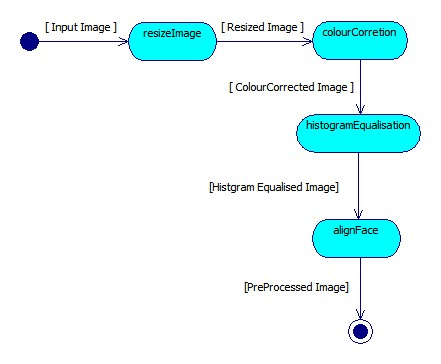 [ Input Image ]
resizeImage
[ Resized Image ]
colourCorretion
[ ColourCorrected Image ]
histogramEqualisation
[Histgram Equalised Image]
alignFace
[PreProcessed Image]